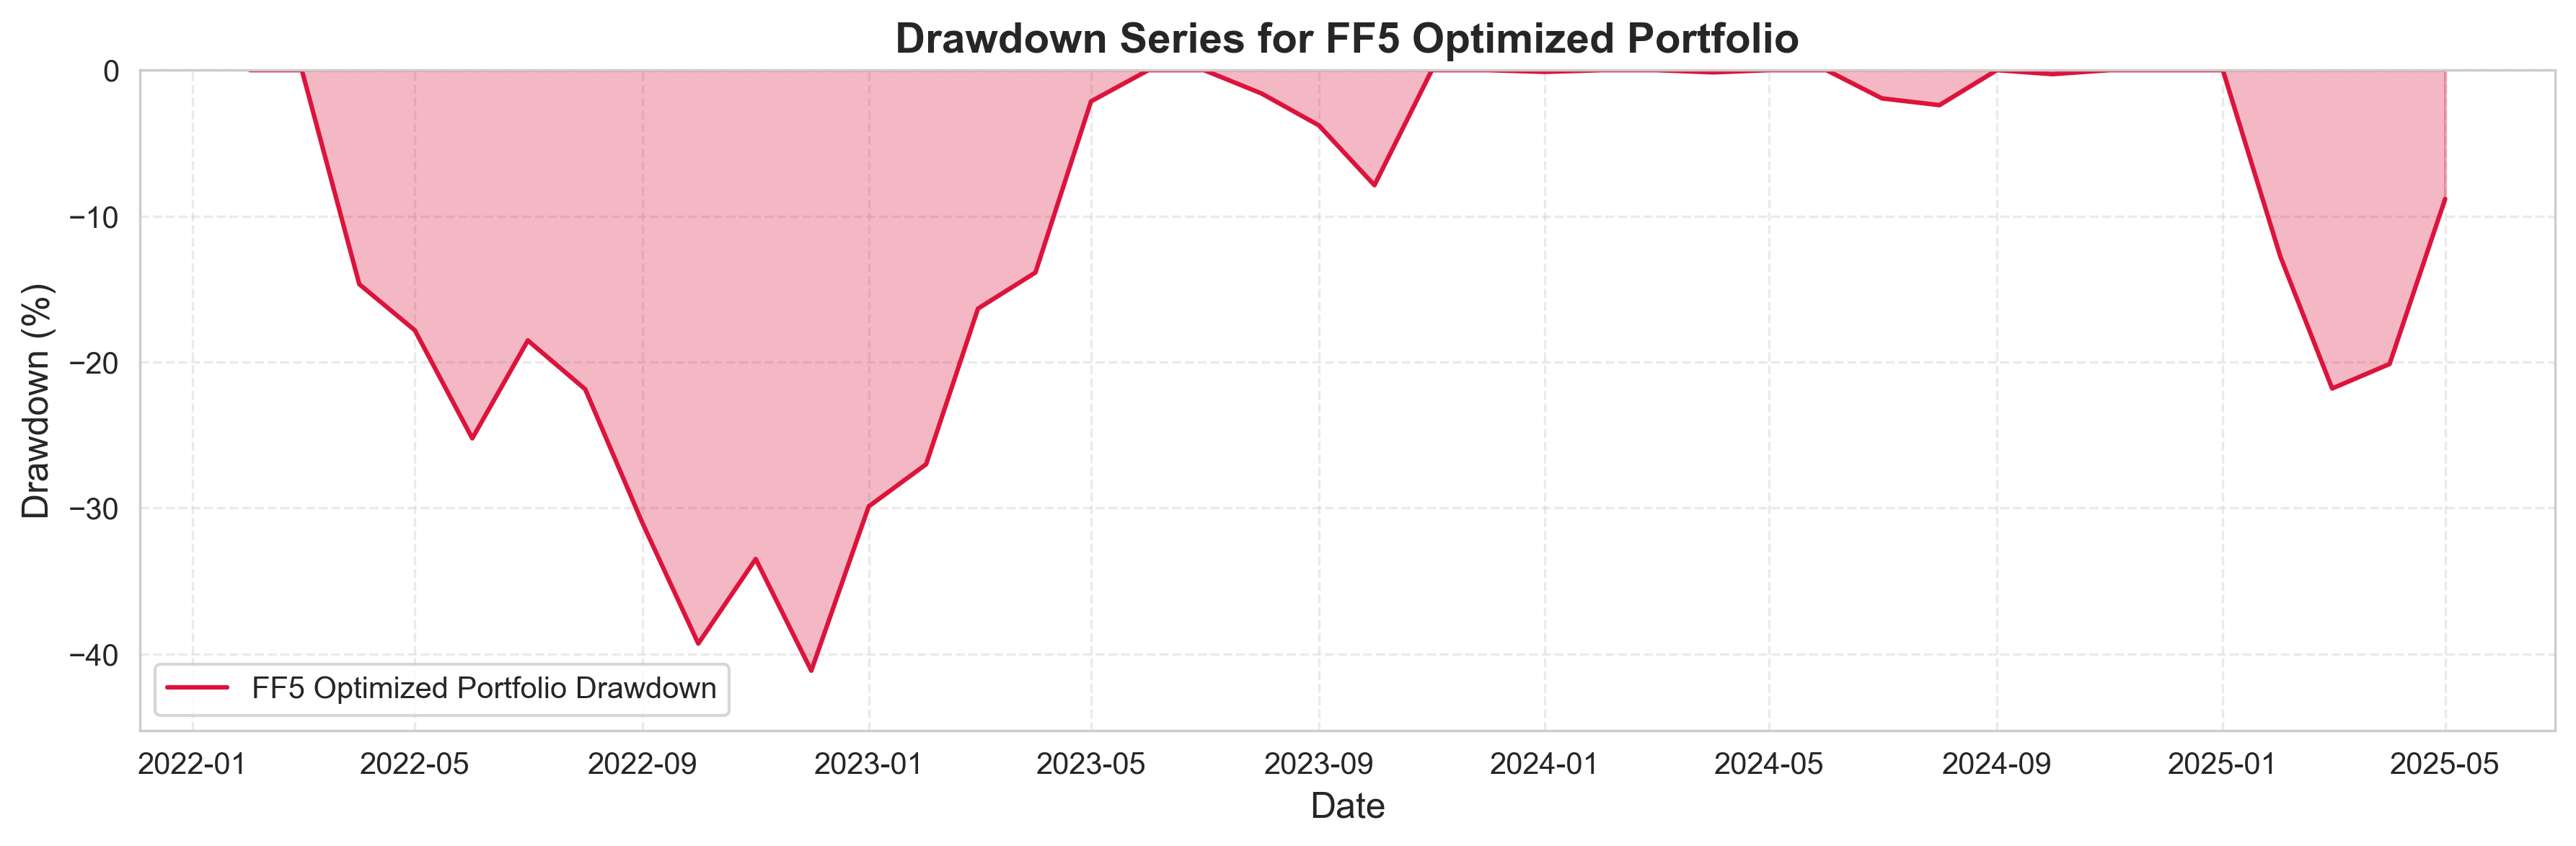 Drawdown Series for FF5 Optimized Portfolio
Drawdown (%)
0
−10
−20
−30
−40
FF5 Optimized Portfolio Drawdown
2022-01 2022-05 2022-09 2023-01 2023-05 2023-09 2024-01 2024-05 2024-09 2025-01 2025-05
Date